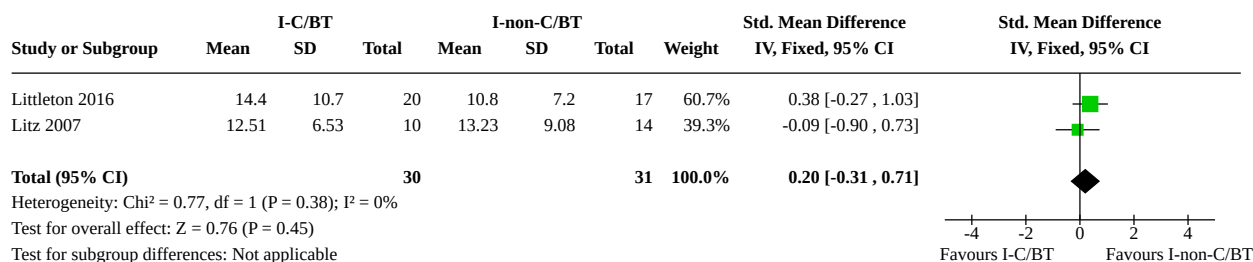 I-C/BT I-non-C/BT Std. Mean Difference Std. Mean Difference
Study or Subgroup Mean SD Total Mean SD Total Weight IV, Fixed, 95% CI IV, Fixed, 95% CI
Littleton 2016 14.4 10.7 20 10.8 7.2 17 60.7% 0.38 [-0.27 , 1.03]
Litz 2007 12.51 6.53 10 13.23 9.08 14 39.3% -0.09 [-0.90 , 0.73]
Total (95% CI) 30 31 100.0% 0.20 [-0.31 , 0.71]
Heterogeneity: Chi² = 0.77, df = 1 (P = 0.38); I² = 0%
Test for overall effect: Z = 0.76 (P = 0.45) -4 -2 0 2 4
Test for subgroup differences: Not applicable Favours I-C/BT Favours I-non-C/BT